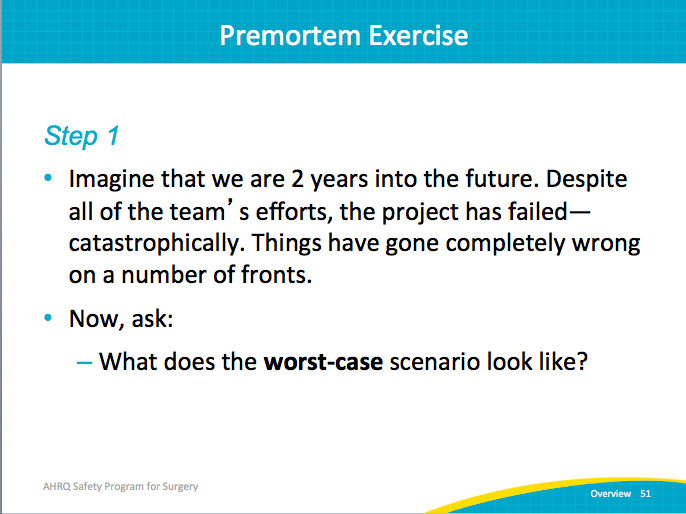 Premortem Exercise
Step 1
• Imagine that we are 2 years into the future. Despite
all of the team’ s efforts, the project has failed—
catastrophically. Things have gone completely wrong
on a number of fronts.
• Now, ask:
– What does the worst-case scenario look like?
AHRQ Safety Program for Surgery
Overview 51